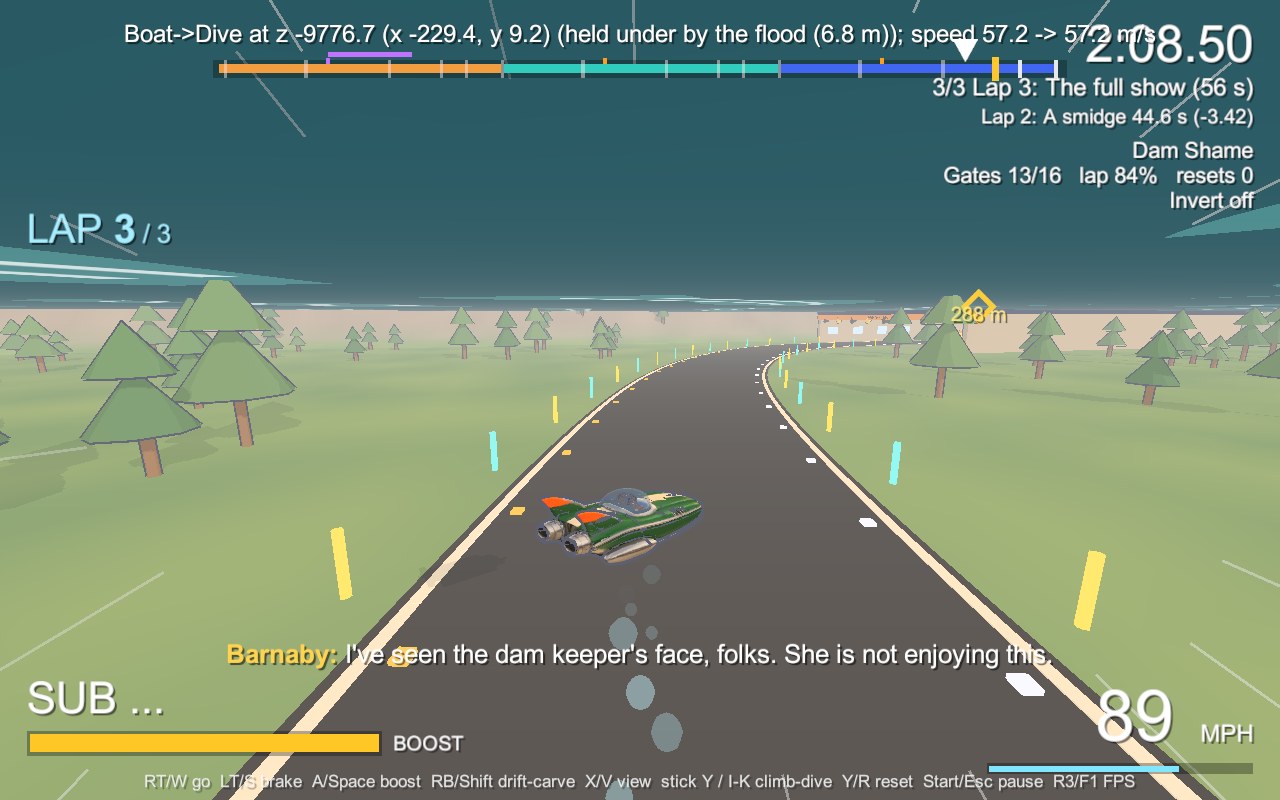 Boat->Dive at z -9776.7 (x -229.4, y 9.2) (held under by the flood (6.8 m)); speed 57.2 -> 57.2 m/s
2:08.50
3/3 Lap 3: The full show (56 s)
Lap 2: A smidge 44.6 s (-3.42)
Dam Shame
Gates 13/16 lap 84% resets 0
Invert off
LAP 3 / 3
288 m
Barnaby: I've seen the dam keeper's face, folks. She is not enjoying this.
SUB ...
BOOST
89 MPH
RT/W go LT/S brake A/Space boost RB/Shift drift-carve X/V view stick Y / I-K climb-dive Y/R reset Start/Esc pause R3/F1 FPS